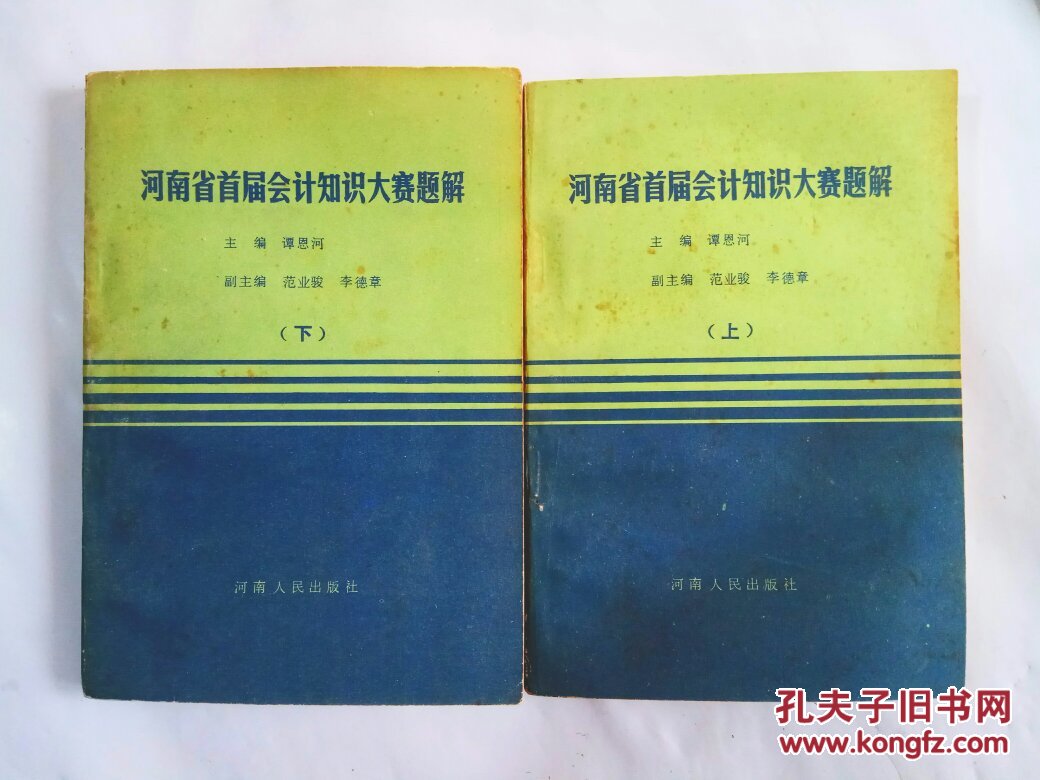 河南省首届会计知识大赛题解
主 编 谭恩河
副主编 范业骏 李德章
（下）
河南人民出版社
河南省首届会计知识大赛题解
主 编 谭恩河
副主编 范业骏 李德章
（上）
河南人民出版社
孔夫子旧书网
www.kongfz.com